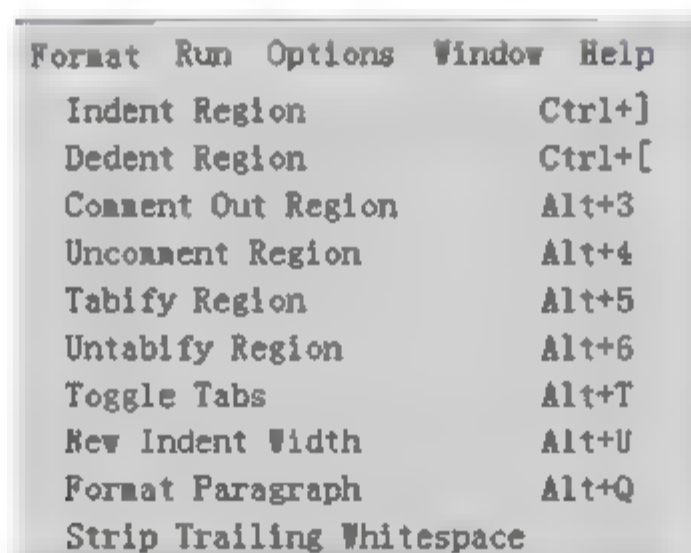 Format Run Options Window Help
Indent Region Ctrl+]
Dedent Region Ctrl+[
Comment Out Region Alt+3
Uncomment Region Alt+4
Tabify Region Alt+5
Untabify Region Alt+6
Toggle Tabs Alt+T
New Indent Width Alt+U
Format Paragraph Alt+Q
Strip Trailing Whitespace